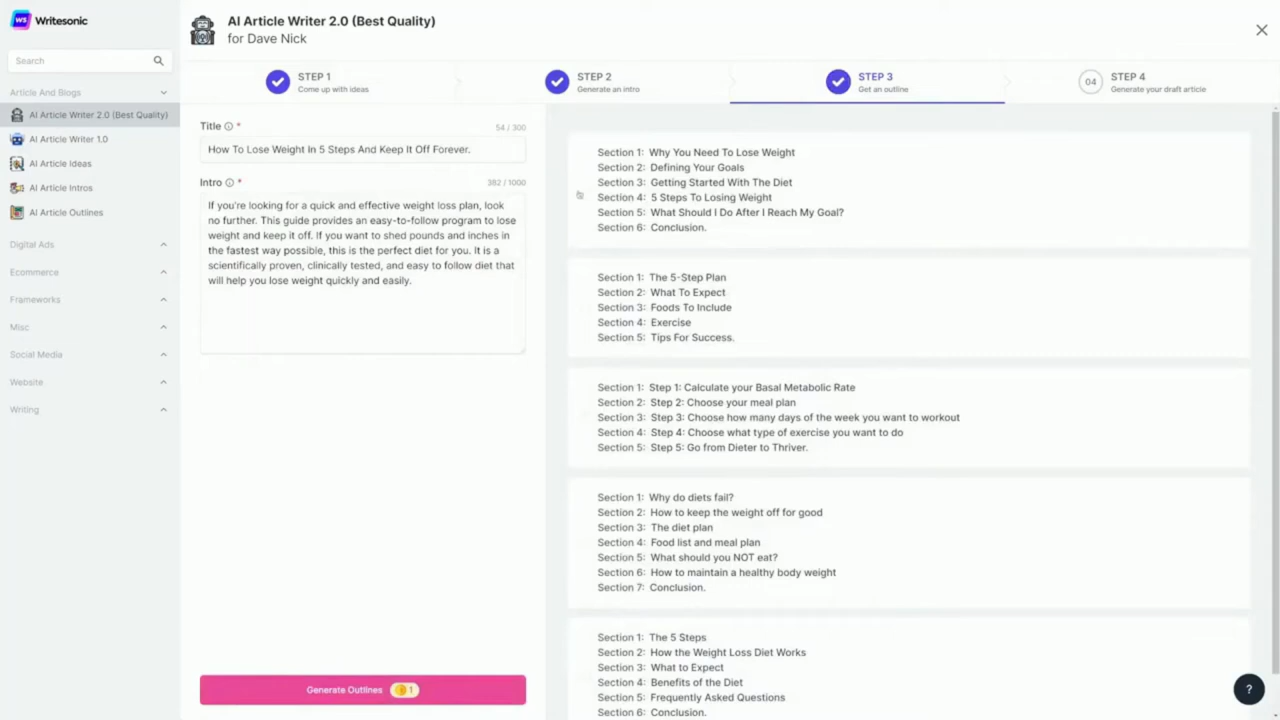 WS Writesonic
Search
Article And Blogs
AI Article Writer 2.0 (Best Quality)
AI Article Writer 1.0
AI Article Ideas
AI Article Intros
AI Article Outlines
Digital Ads
Ecommerce
Frameworks
Misc
Social Media
Website
Writing
AI Article Writer 2.0 (Best Quality)
for Dave Nick
STEP 1
Come up with ideas
STEP 2
Generate an intro
STEP 3
Get an outline
04
STEP 4
Generate your draft article
Title *
54 / 300
How To Lose Weight In 5 Steps And Keep It Off Forever.
Intro *
382 / 1000
If you're looking for a quick and effective weight loss plan, look
no further. This guide provides an easy-to-follow program to lose
weight and keep it off. If you want to shed pounds and inches in
the fastest way possible, this is the perfect diet for you. It is a
scientifically proven, clinically tested, and easy to follow diet that
will help you lose weight quickly and easily.
Generate Outlines 1
Section 1: Why You Need To Lose Weight
Section 2: Defining Your Goals
Section 3: Getting Started With The Diet
Section 4: 5 Steps To Losing Weight
Section 5: What Should I Do After I Reach My Goal?
Section 6: Conclusion.
Section 1: The 5-Step Plan
Section 2: What To Expect
Section 3: Foods To Include
Section 4: Exercise
Section 5: Tips For Success.
Section 1: Step 1: Calculate your Basal Metabolic Rate
Section 2: Step 2: Choose your meal plan
Section 3: Step 3: Choose how many days of the week you want to workout
Section 4: Step 4: Choose what type of exercise you want to do
Section 5: Step 5: Go from Dieter to Thriver.
Section 1: Why do diets fail?
Section 2: How to keep the weight off for good
Section 3: The diet plan
Section 4: Food list and meal plan
Section 5: What should you NOT eat?
Section 6: How to maintain a healthy body weight
Section 7: Conclusion.
Section 1: The 5 Steps
Section 2: How the Weight Loss Diet Works
Section 3: What to Expect
Section 4: Benefits of the Diet
Section 5: Frequently Asked Questions
Section 6: Conclusion.
?